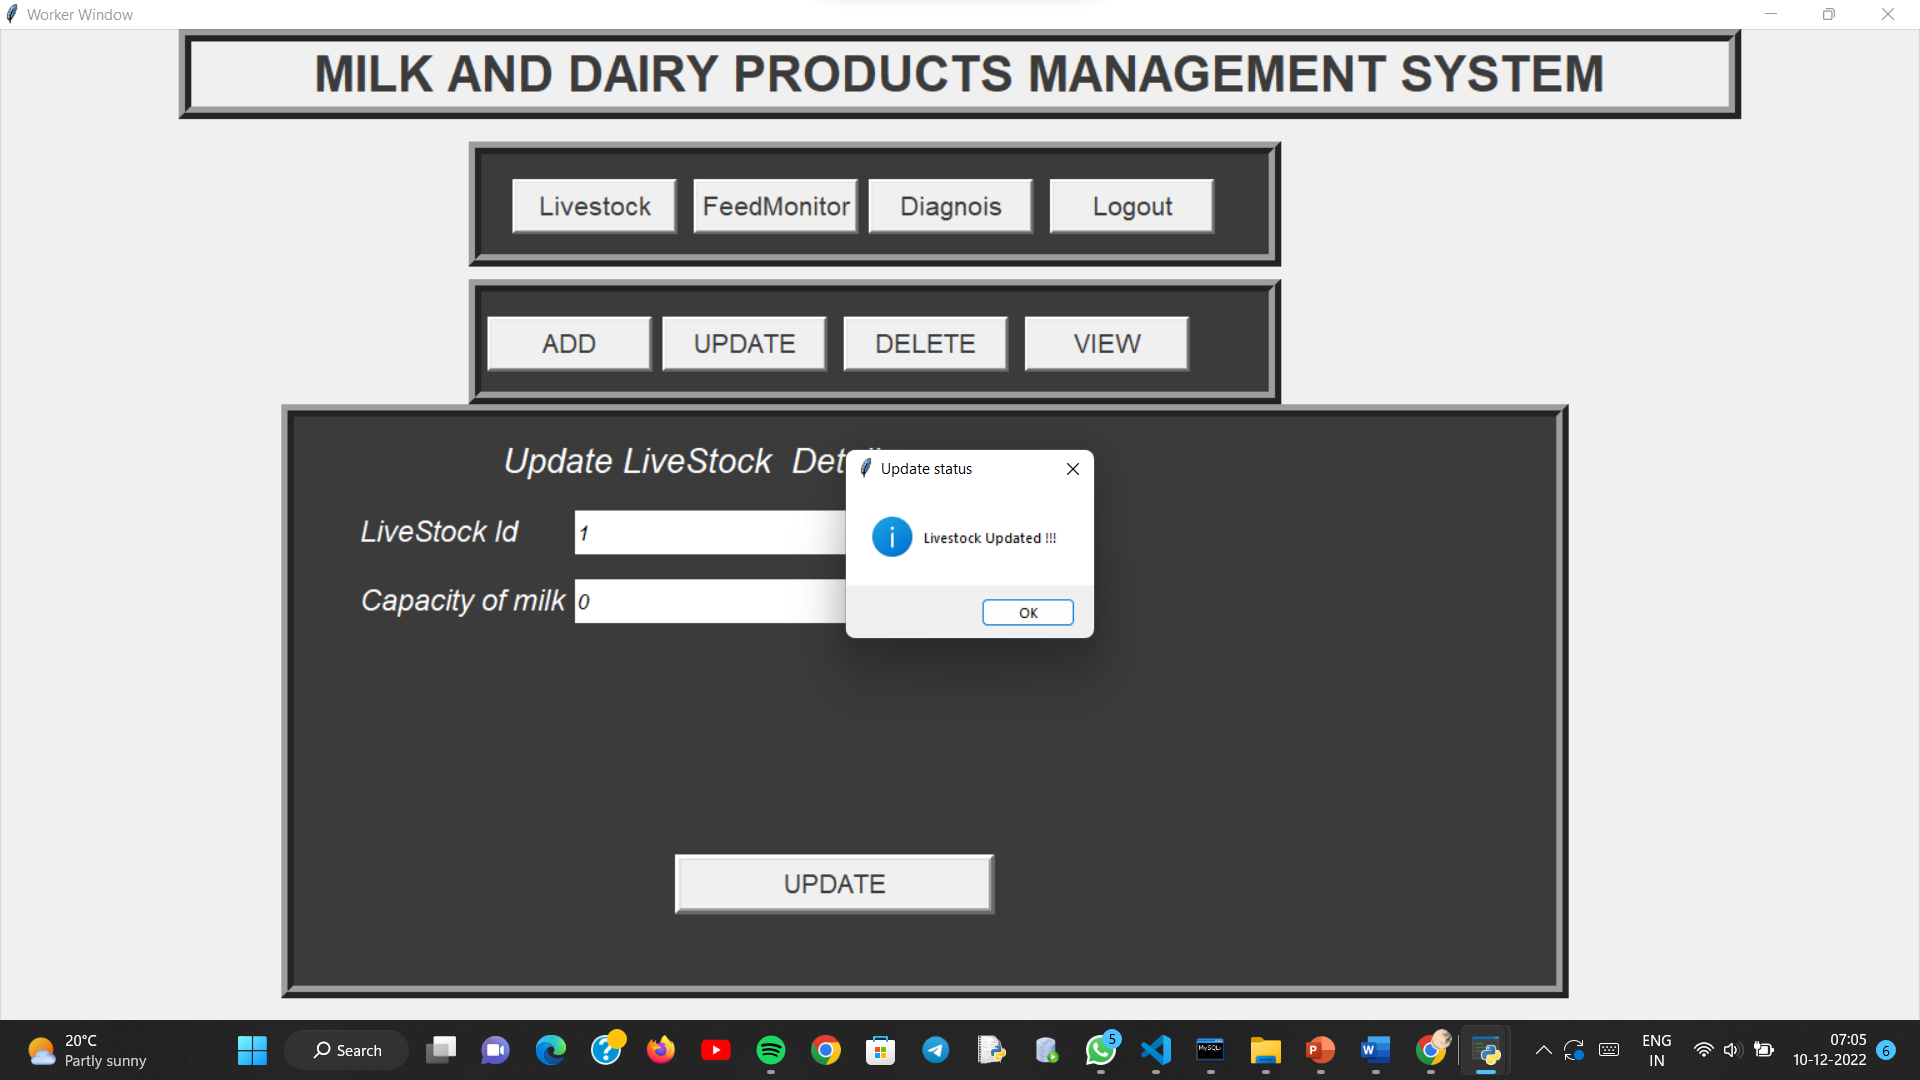 Worker Window
MILK AND DAIRY PRODUCTS MANAGEMENT SYSTEM
Livestock FeedMonitor Diagnois Logout
ADD UPDATE DELETE VIEW
Update LiveStock
Update status
LiveStock Id 1
Livestock Updated !!!
Capacity of milk 0
OK
UPDATE
20°C
Partly sunny
Search
5
MySQL
ENG
IN
07:05
10-12-2022
6